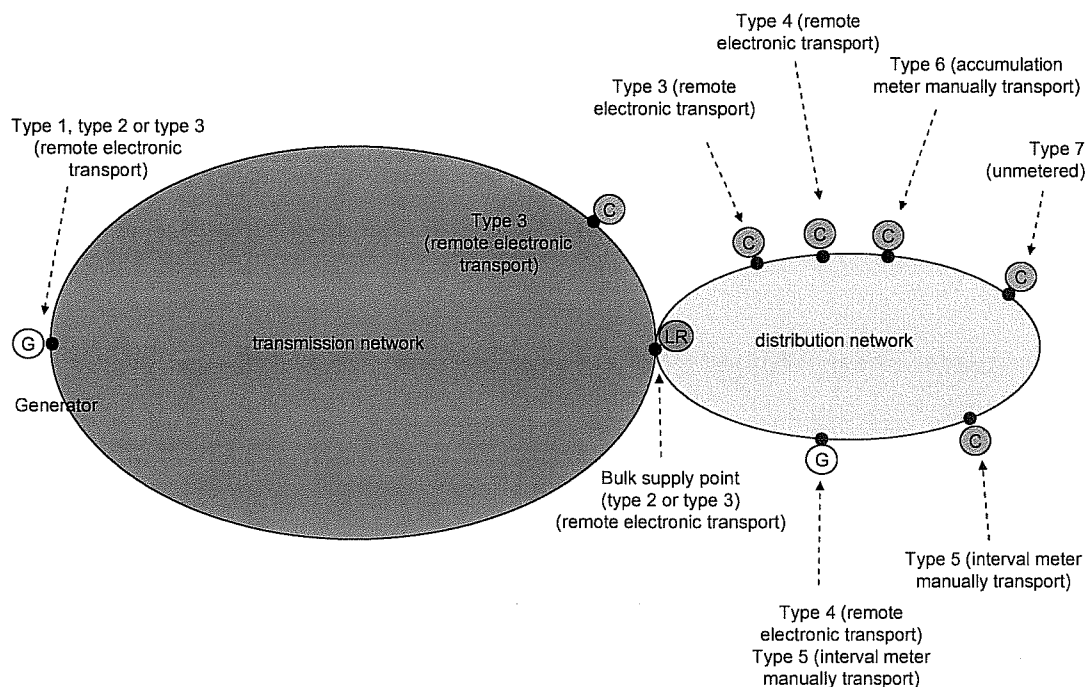 Type 4 (remote
electronic transport)
Type 6 (accumulation
meter manually transport)
Type 3 (remote
electronic transport)
Type 1, type 2 or type 3
(remote electronic
transport)
Type 7
(unmetered)
C
Type 3
(remote electronic
transport)
C
C
C
C
G
transmission network
LR
distribution network
Generator
C
G
Bulk supply point
(type 2 or type 3)
(remote electronic transport)
Type 5 (interval meter
manually transport)
Type 4 (remote
electronic transport)
Type 5 (interval meter
manually transport)